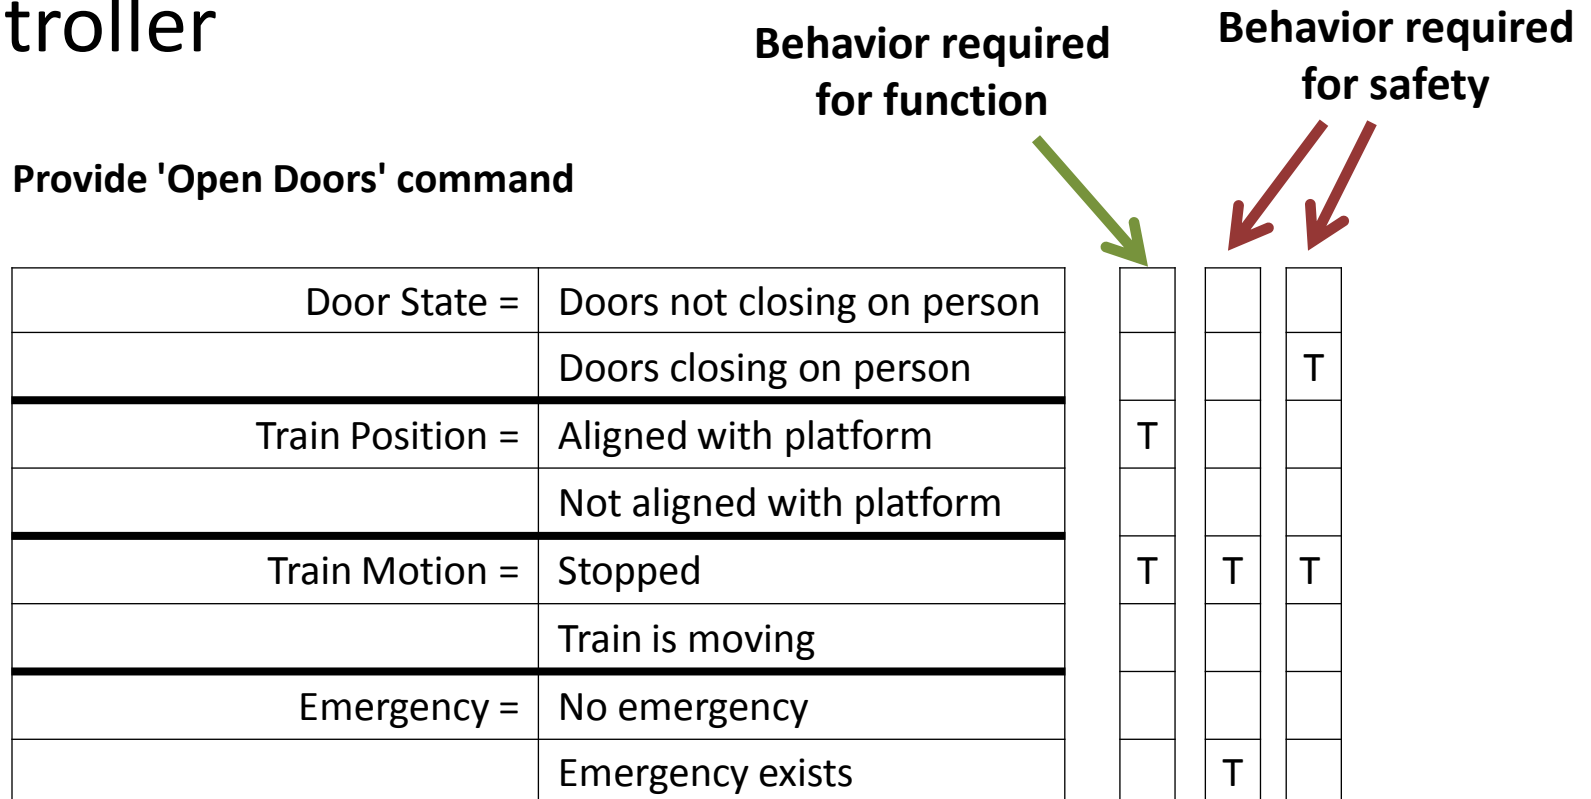 troller
Behavior required
for function
Behavior required
for safety
Provide 'Open Doors' command
Door State = Doors not closing on person
Doors closing on person T
Train Position = Aligned with platform T
Not aligned with platform
Train Motion = Stopped T T T
Train is moving
Emergency = No emergency
Emergency exists T